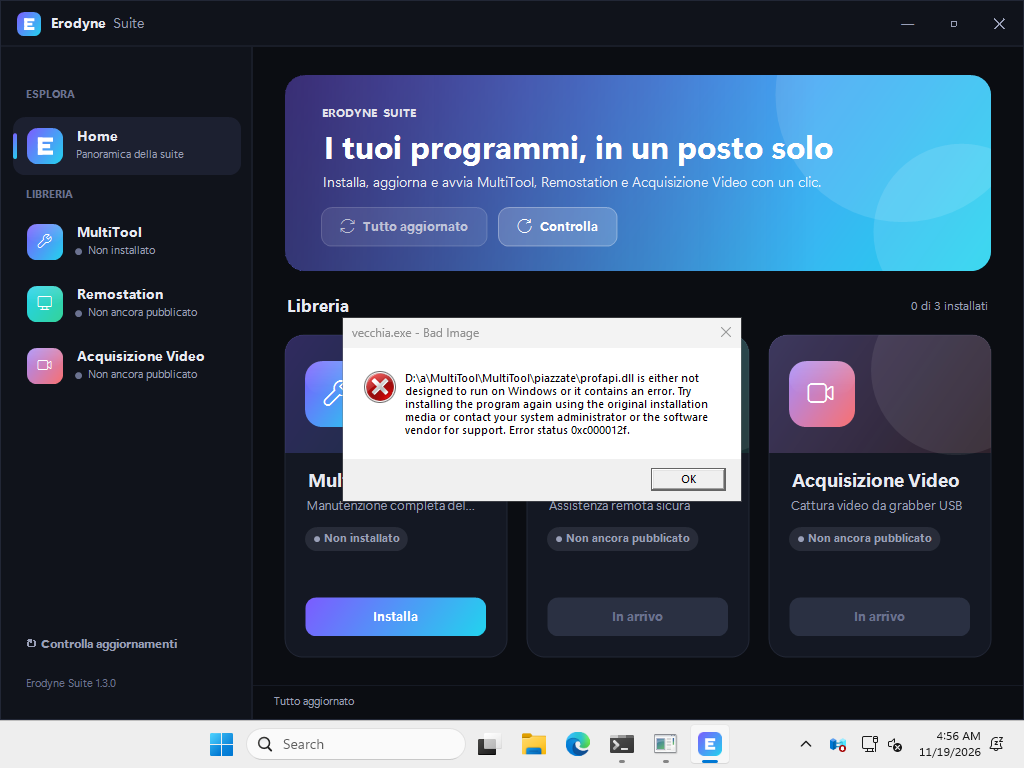 E Erodyne Suite
ESPLORA
E Home
Panoramica della suite
LIBRERIA
MultiTool
Non installato
Remostation
Non ancora pubblicato
Acquisizione Video
Non ancora pubblicato
Controlla aggiornamenti
Erodyne Suite 1.3.0
ERODYNE SUITE
I tuoi programmi, in un posto solo
Installa, aggiorna e avvia MultiTool, Remostation e Acquisizione Video con un clic.
Tutto aggiornato Controlla
Libreria 0 di 3 installati
vecchia.exe - Bad Image
D:\a\MultiTool\MultiTool\piazzate\profapi.dll is either not
designed to run on Windows or it contains an error. Try
installing the program again using the original installation
media or contact your system administrator or the software
vendor for support. Error status 0xc000012f.
OK
Mul
Manutenzione completa del...
Non installato
Installa
Assistenza remota sicura
Non ancora pubblicato
In arrivo
Acquisizione Video
Cattura video da grabber USB
Non ancora pubblicato
In arrivo
Tutto aggiornato
Search
E
4:56 AM
11/19/2026